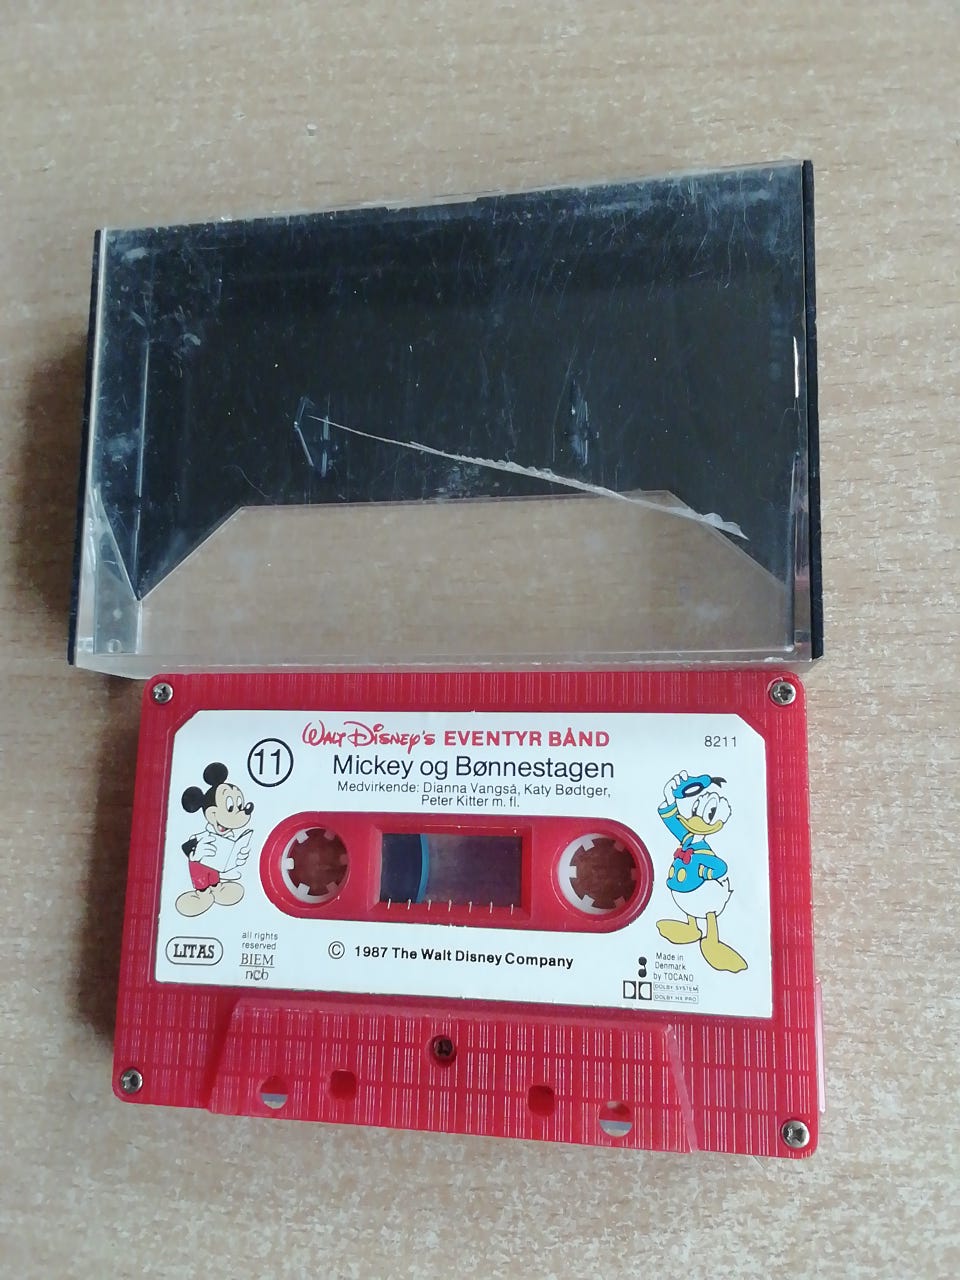 Walt Disney's EVENTYR BÅND
11
8211
Mickey og Bønnestagen
Medvirkende: Dianna Vangså, Katy Bødtger,
Peter Kitter m. fl.
LITAS
all rights
reserved
BIEM
ncb
© 1987 The Walt Disney Company
Made in
Denmark
by TOCANO
DOLBY SYSTEM
DOLBY HX PRO